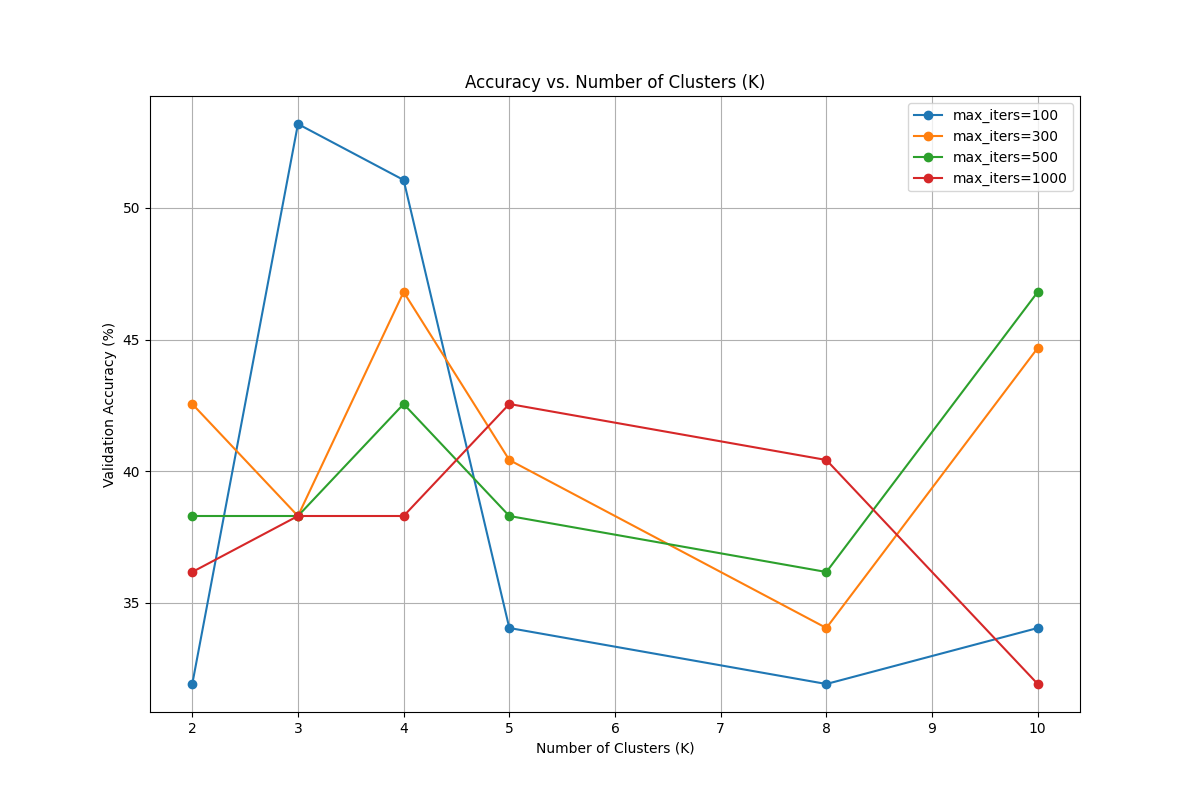 Accuracy vs. Number of Clusters (K)
max_iters=100
max_iters=300
max_iters=500
max_iters=1000
Validation Accuracy (%)
50
45
40
35
2 3 4 5 6 7 8 9 10
Number of Clusters (K)